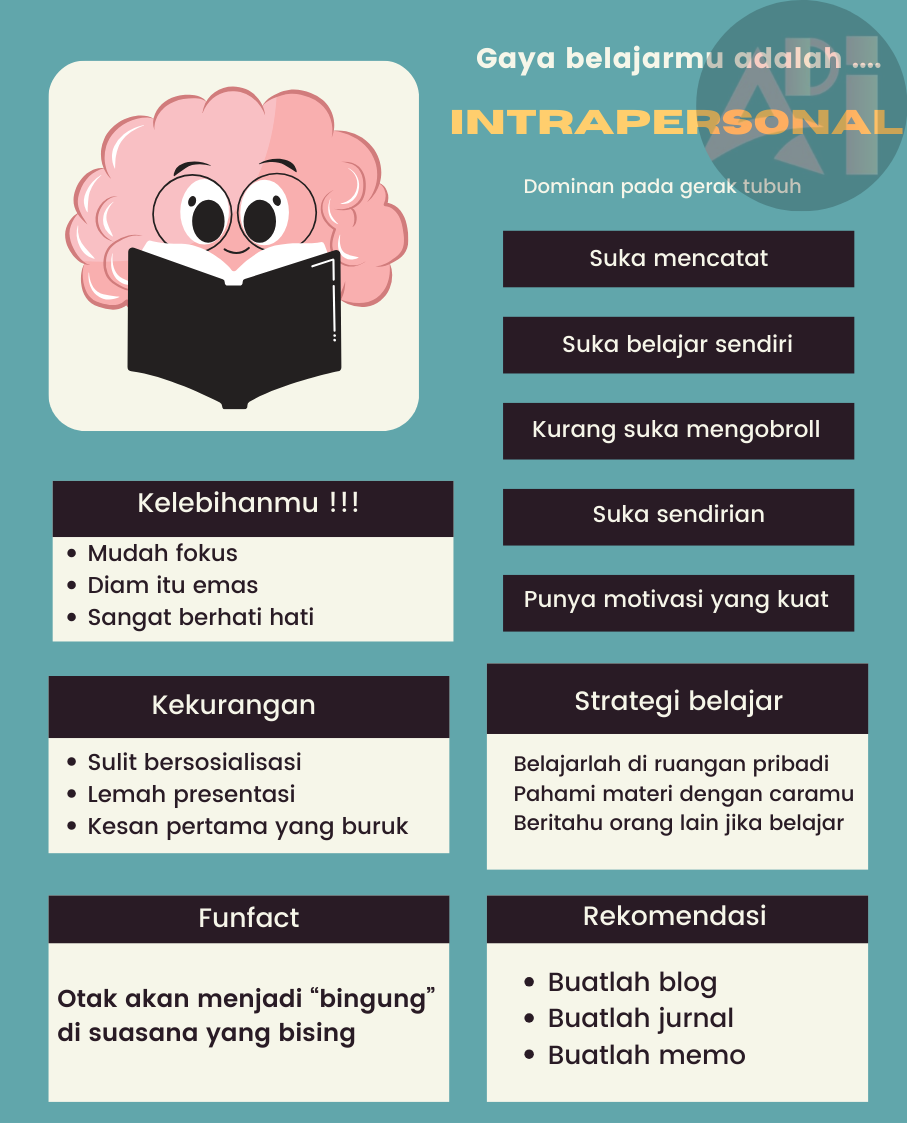 Gaya belajarmu adalah ....
INTRAPERSONAL
Dominan pada gerak tubuh
Suka mencatat
Suka belajar sendiri
Kurang suka mengobroll
Suka sendirian
Punya motivasi yang kuat
Kelebihanmu !!!
• Mudah fokus
• Diam itu emas
• Sangat berhati hati
Kekurangan
• Sulit bersosialisasi
• Lemah presentasi
• Kesan pertama yang buruk
Strategi belajar
Belajarlah di ruangan pribadi
Pahami materi dengan caramu
Beritahu orang lain jika belajar
Funfact
Otak akan menjadi “bingung”
di suasana yang bising
Rekomendasi
• Buatlah blog
• Buatlah jurnal
• Buatlah memo